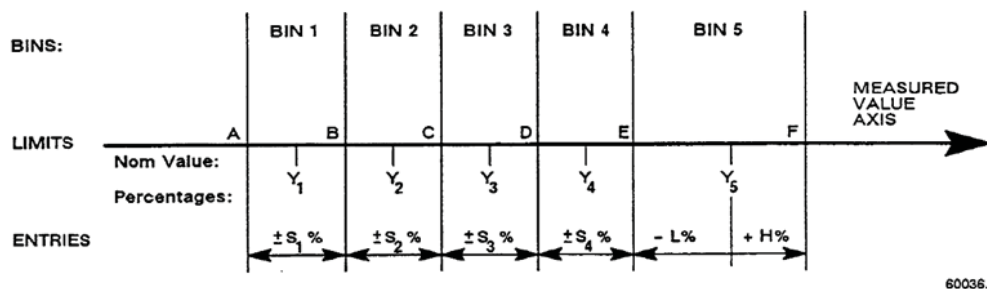 BINS:
BIN 1 BIN 2 BIN 3 BIN 4 BIN 5
MEASURED
VALUE
AXIS
LIMITS
A B C D E F
Nom Value:
Y1 Y2 Y3 Y4 Y5
Percentages:
ENTRIES
±S1 % ±S2 % ±S3 % ±S4 % – L% + H%
60036.